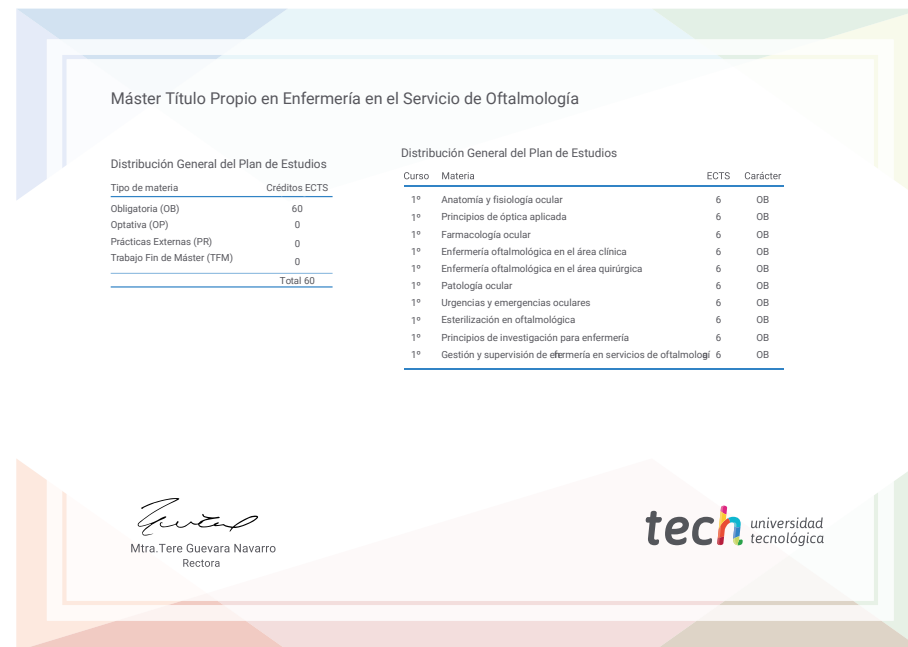 Máster Título Propio en Enfermería en el Servicio de Oftalmología
Distribución General del Plan de Estudios
Tipo de materia Créditos ECTS
Obligatoria (OB) 60
Optativa (OP) 0
Prácticas Externas (PR) 0
Trabajo Fin de Máster (TFM) 0
Total 60
Distribución General del Plan de Estudios
Curso Materia ECTS Carácter
1º Anatomía y fisiología ocular 6 OB
1º Principios de óptica aplicada 6 OB
1º Farmacología ocular 6 OB
1º Enfermería oftalmológica en el área clínica 6 OB
1º Enfermería oftalmológica en el área quirúrgica 6 OB
1º Patología ocular 6 OB
1º Urgencias y emergencias oculares 6 OB
1º Esterilización en oftalmológica 6 OB
1º Principios de investigación para enfermería 6 OB
1º Gestión y supervisión de enfermería en servicios de oftalmología 6 OB
Mtra.Tere Guevara Navarro
Rectora
tech universidad
tecnológica